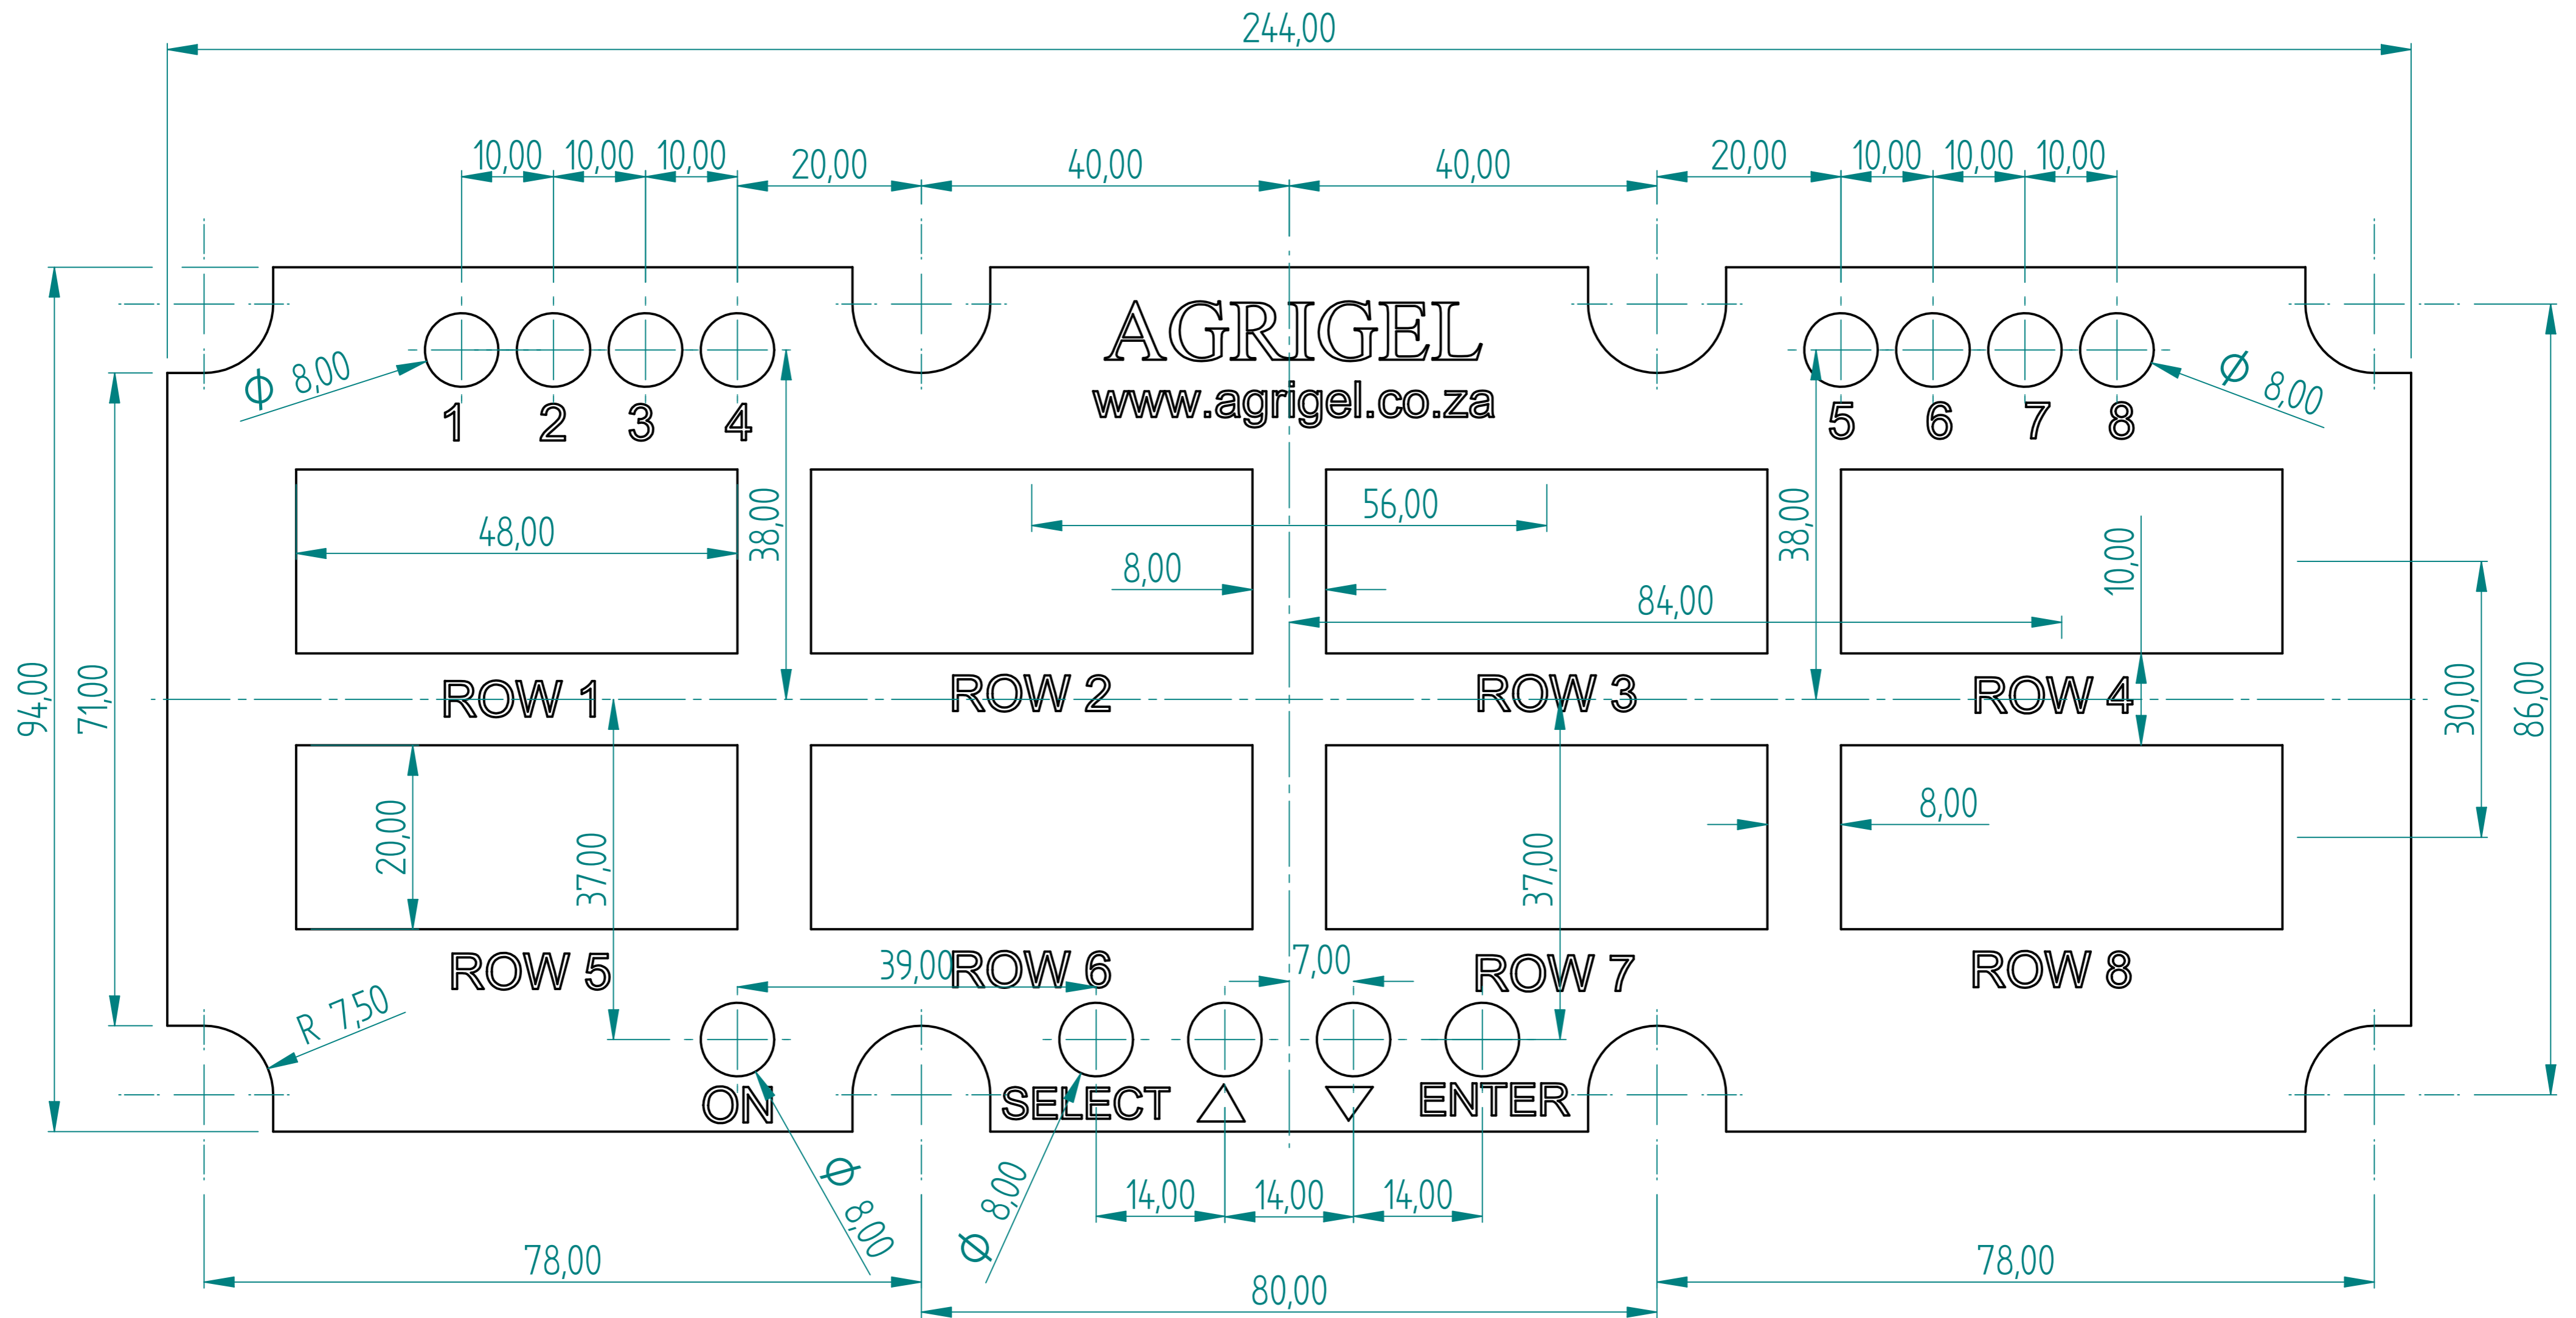 244,00
10,00 10,00 10,00 20,00 40,00 40,00 20,00 10,00 10,00 10,00
AGRIGEL
www.agrigel.co.za
Ø 8,00
Ø 8,00
1 2 3 4
5 6 7 8
48,00
38,00
56,00
8,00
84,00
38,00
10,00
94,00
71,00
ROW 1 ROW 2 ROW 3 ROW 4
30,00
86,00
20,00
37,00
37,00
8,00
ROW 5 ROW 6 ROW 7 ROW 8
39,00
7,00
R 7,50
ON SELECT ENTER
Ø 8,00
Ø 8,00
14,00 14,00 14,00
78,00 80,00 78,00